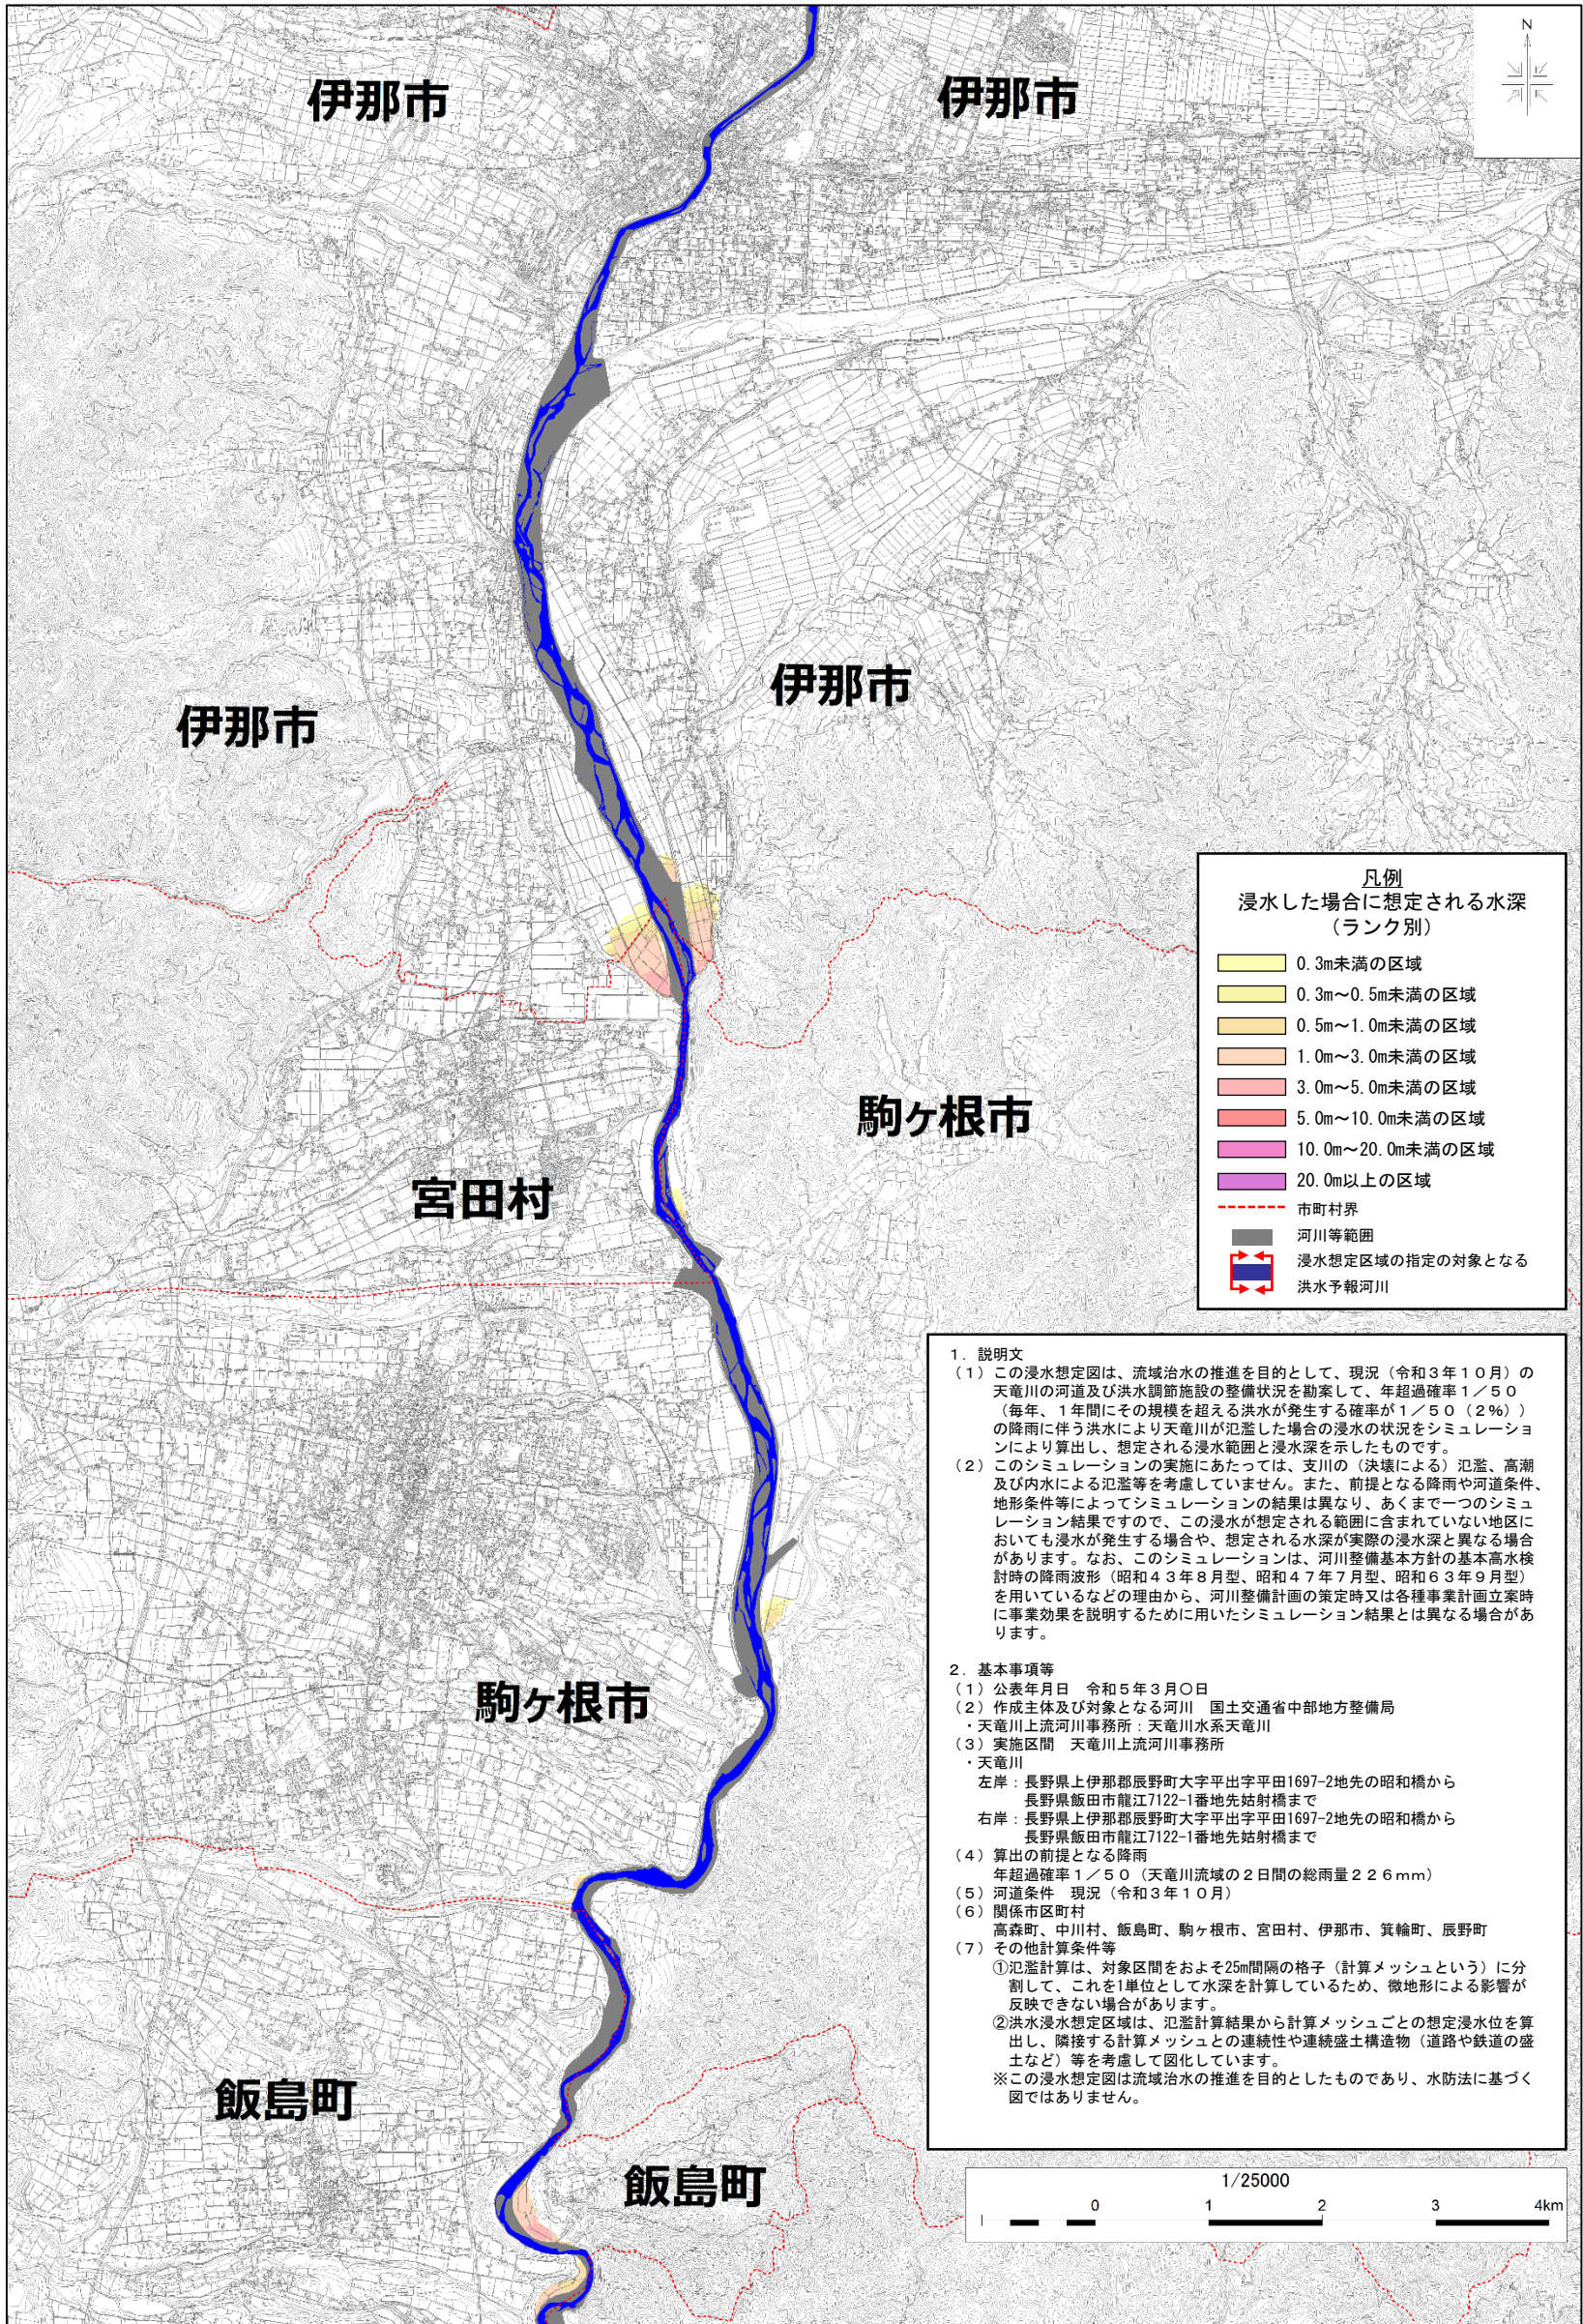 N
伊那市
伊那市
伊那市
伊那市
凡例
浸水した場合に想定される水深
（ランク別）
0.3m未満の区域
0.3m～0.5m未満の区域
0.5m～1.0m未満の区域
1.0m～3.0m未満の区域
3.0m～5.0m未満の区域
5.0m～10.0m未満の区域
10.0m～20.0m未満の区域
20.0m以上の区域
市町村界
河川等範囲
浸水想定区域の指定の対象となる
洪水予報河川
駒ヶ根市
宮田村
1．説明文
（１）この浸水想定図は、流域治水の推進を目的として、現況（令和３年１０月）の
天竜川の河道及び洪水調節施設の整備状況を勘案して、年超過確率１／５０
（毎年、１年間にその規模を超える洪水が発生する確率が１／５０（２％））
の降雨に伴う洪水により天竜川が氾濫した場合の浸水の状況をシミュレーショ
ンにより算出し、想定される浸水範囲と浸水深を示したものです。
（２）このシミュレーションの実施にあたっては、支川の（決壊による）氾濫、高潮
及び内水による氾濫等を考慮していません。また、前提となる降雨や河道条件、
地形条件等によってシミュレーションの結果は異なり、あくまで一つのシミュ
レーション結果ですので、この浸水が想定される範囲に含まれていない地区に
おいても浸水が発生する場合や、想定される水深が実際の浸水深と異なる場合
があります。なお、このシミュレーションは、河川整備基本方針の基本高水検
討時の降雨波形（昭和４３年８月型、昭和４７年７月型、昭和６３年９月型）
を用いているなどの理由から、河川整備計画の策定時又は各種事業計画立案時
に事業効果を説明するために用いたシミュレーション結果とは異なる場合があ
ります。
2．基本事項等
（１）公表年月日　令和５年３月〇日
（２）作成主体及び対象となる河川　国土交通省中部地方整備局
・天竜川上流河川事務所：天竜川水系天竜川
（３）実施区間　天竜川上流河川事務所
・天竜川
左岸：長野県上伊那郡辰野町大字平出字平田1697-2地先の昭和橋から
長野県飯田市龍江7122-1番地先姑射橋まで
右岸：長野県上伊那郡辰野町大字平出字平田1697-2地先の昭和橋から
長野県飯田市龍江7122-1番地先姑射橋まで
（４）算出の前提となる降雨
年超過確率１／５０（天竜川流域の２日間の総雨量２２６mm）
（５）河道条件　現況（令和３年１０月）
（６）関係市区町村
高森町、中川村、飯島町、駒ヶ根市、宮田村、伊那市、箕輪町、辰野町
（７）その他計算条件等
①氾濫計算は、対象区間をおよそ25m間隔の格子（計算メッシュという）に分
割して、これを1単位として水深を計算しているため、微地形による影響が
反映できない場合があります。
②洪水浸水想定区域は、氾濫計算結果から計算メッシュごとの想定浸水位を算
出し、隣接する計算メッシュとの連続性や連続盛土構造物（道路や鉄道の盛
土など）等を考慮して図化しています。
※この浸水想定図は流域治水の推進を目的としたものであり、水防法に基づく
図ではありません。
駒ヶ根市
飯島町
飯島町
1/25000
0 1 2 3 4km